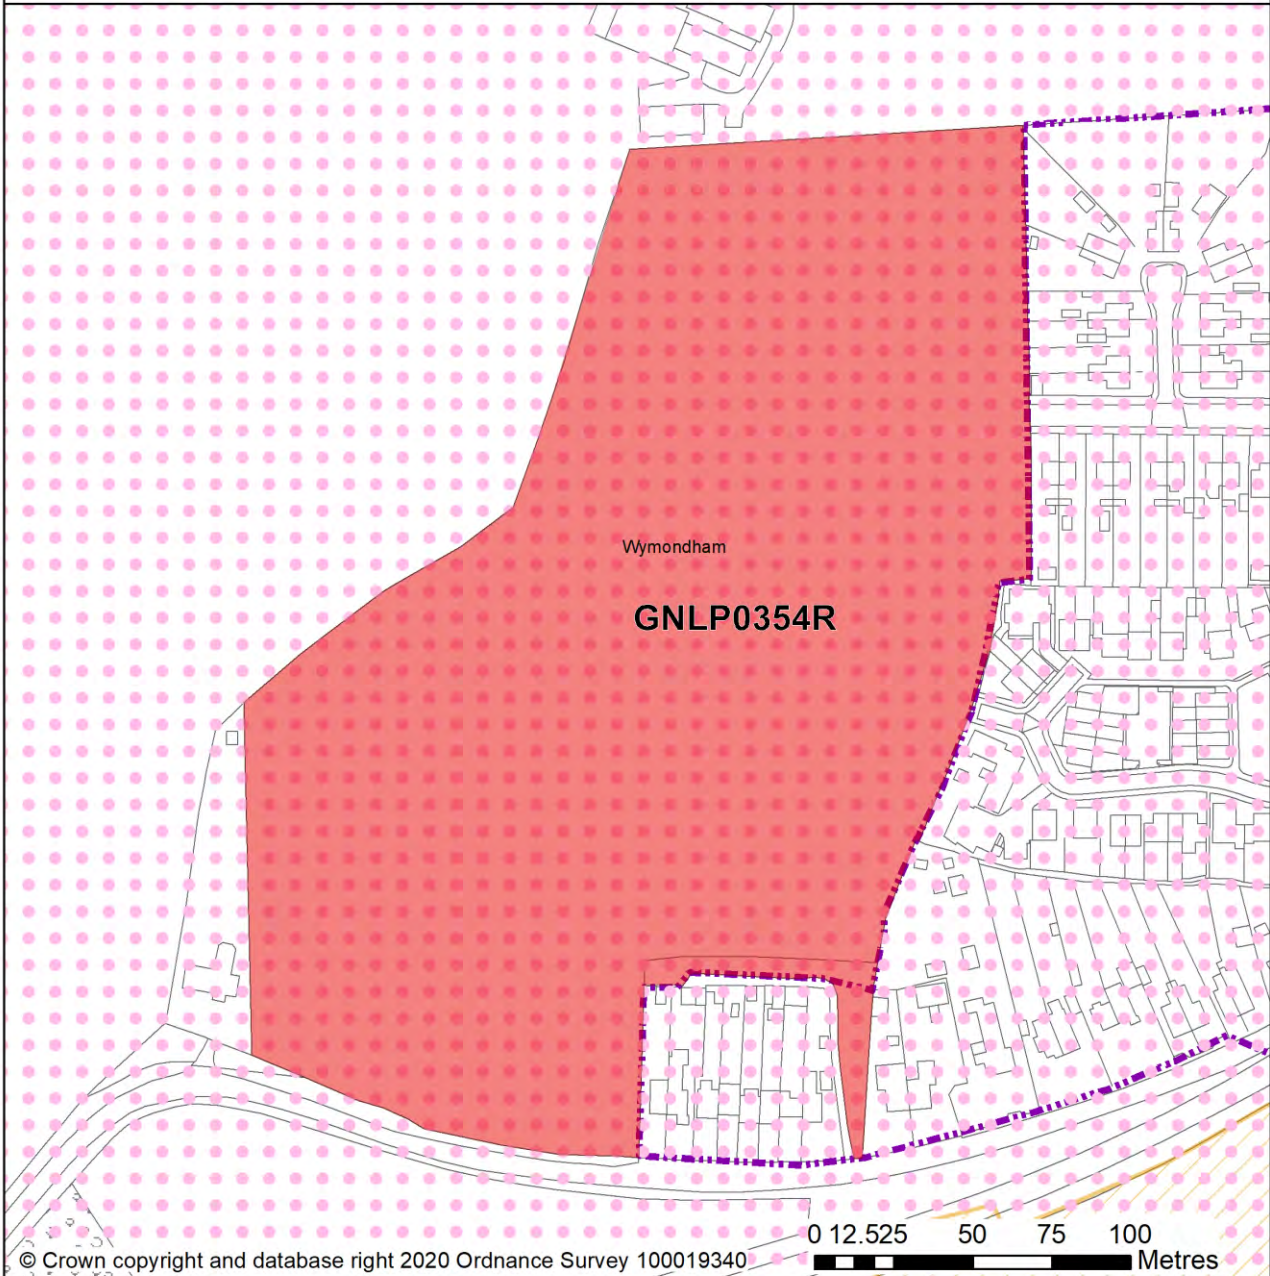 Wymondham
GNLP0354R
0 12.525 50 75 100
Metres
© Crown copyright and database right 2020 Ordnance Survey 100019340